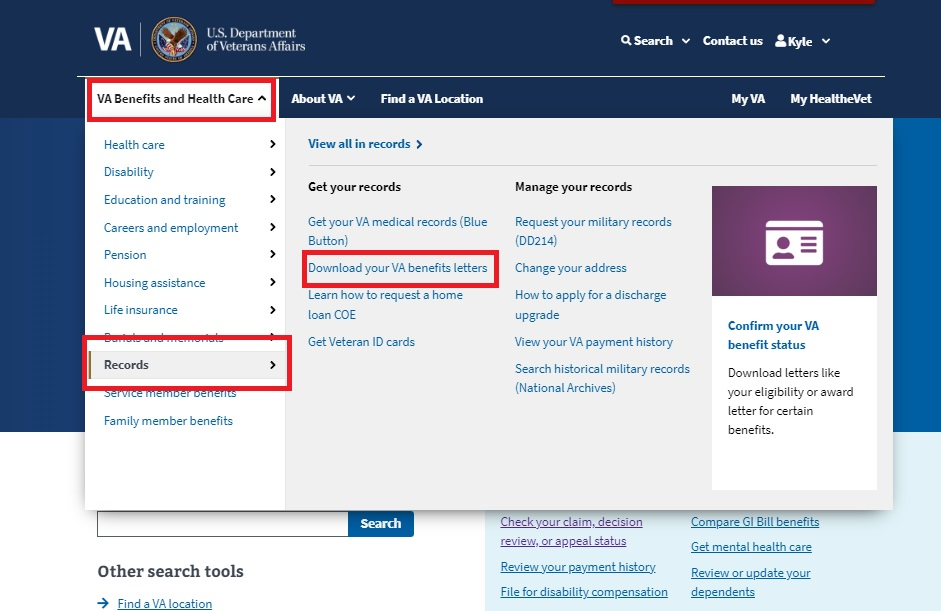 VA
U.S. Department
of Veterans Affairs
Search
Contact us
Kyle
VA Benefits and Health Care
About VA
Find a VA Location
My VA
My HealtheVet
Health care
Disability
Education and training
Careers and employment
Pension
Housing assistance
Life insurance
Burials and memorials
Records
Service member benefits
Family member benefits
View all in records
Get your records
Get your VA medical records (Blue
Button)
Download your VA benefits letters
Learn how to request a home
loan COE
Get Veteran ID cards
Manage your records
Request your military records
(DD214)
Change your address
How to apply for a discharge
upgrade
View your VA payment history
Search historical military records
(National Archives)
Confirm your VA
benefit status
Download letters like
your eligibility or award
letter for certain
benefits.
Search
Other search tools
Find a VA location
Check your claim, decision
review, or appeal status
Review your payment history
File for disability compensation
Compare GI Bill benefits
Get mental health care
Review or update your
dependents